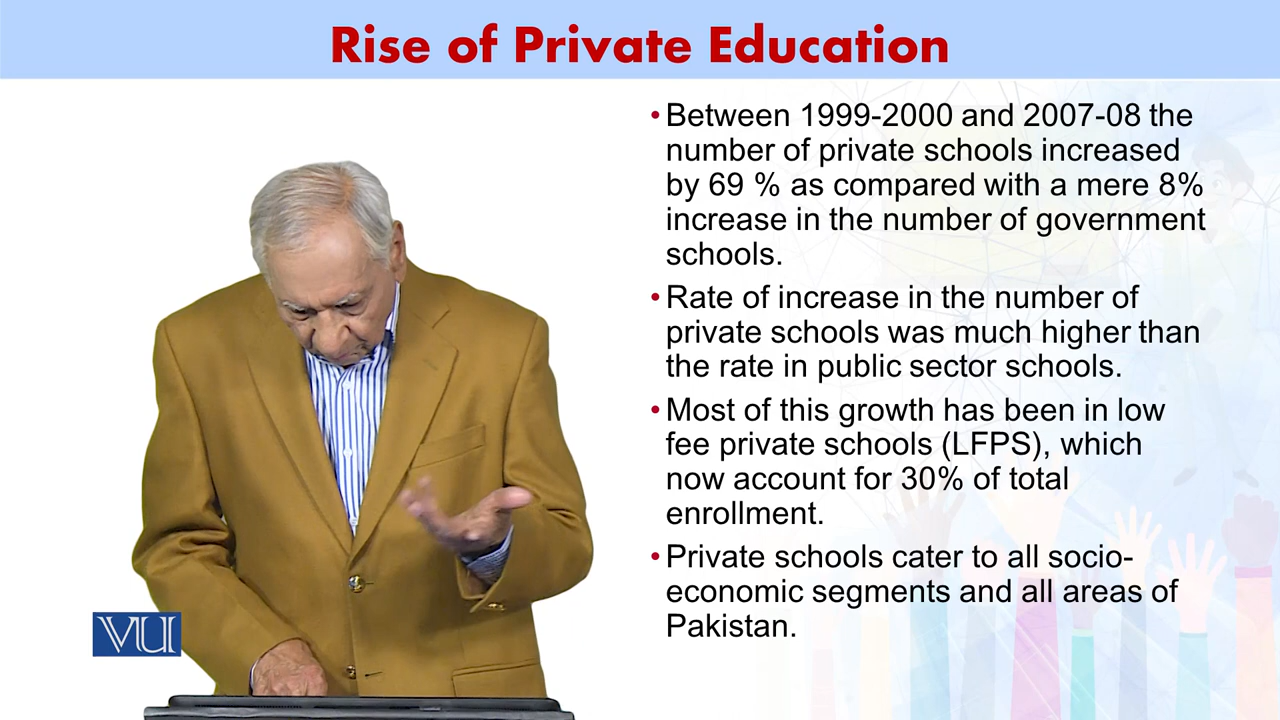 Rise of Private Education
•Between 1999-2000 and 2007-08 the
number of private schools increased
by 69 % as compared with a mere 8%
increase in the number of government
schools.
•Rate of increase in the number of
private schools was much higher than
the rate in public sector schools.
•Most of this growth has been in low
fee private schools (LFPS), which
now account for 30% of total
enrollment.
•Private schools cater to all socio-
economic segments and all areas of
Pakistan.
VU